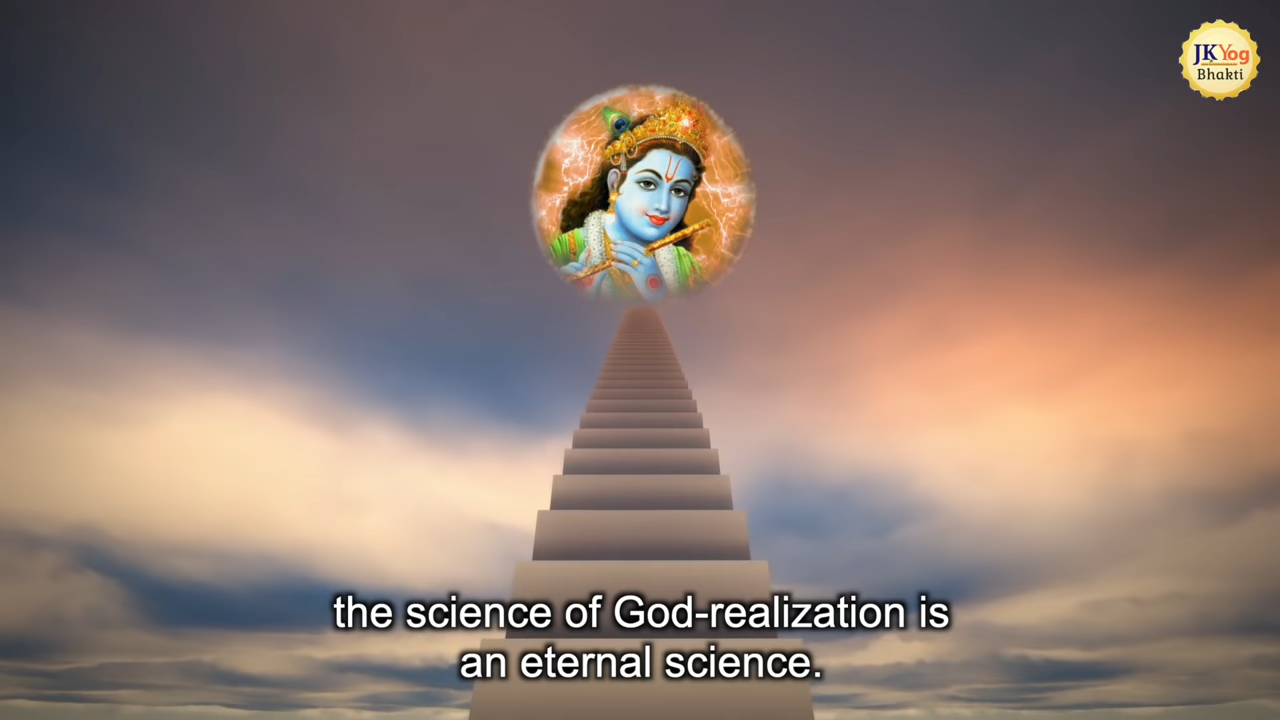 JKYog
Bhakti
the science of God-realization is
an eternal science.